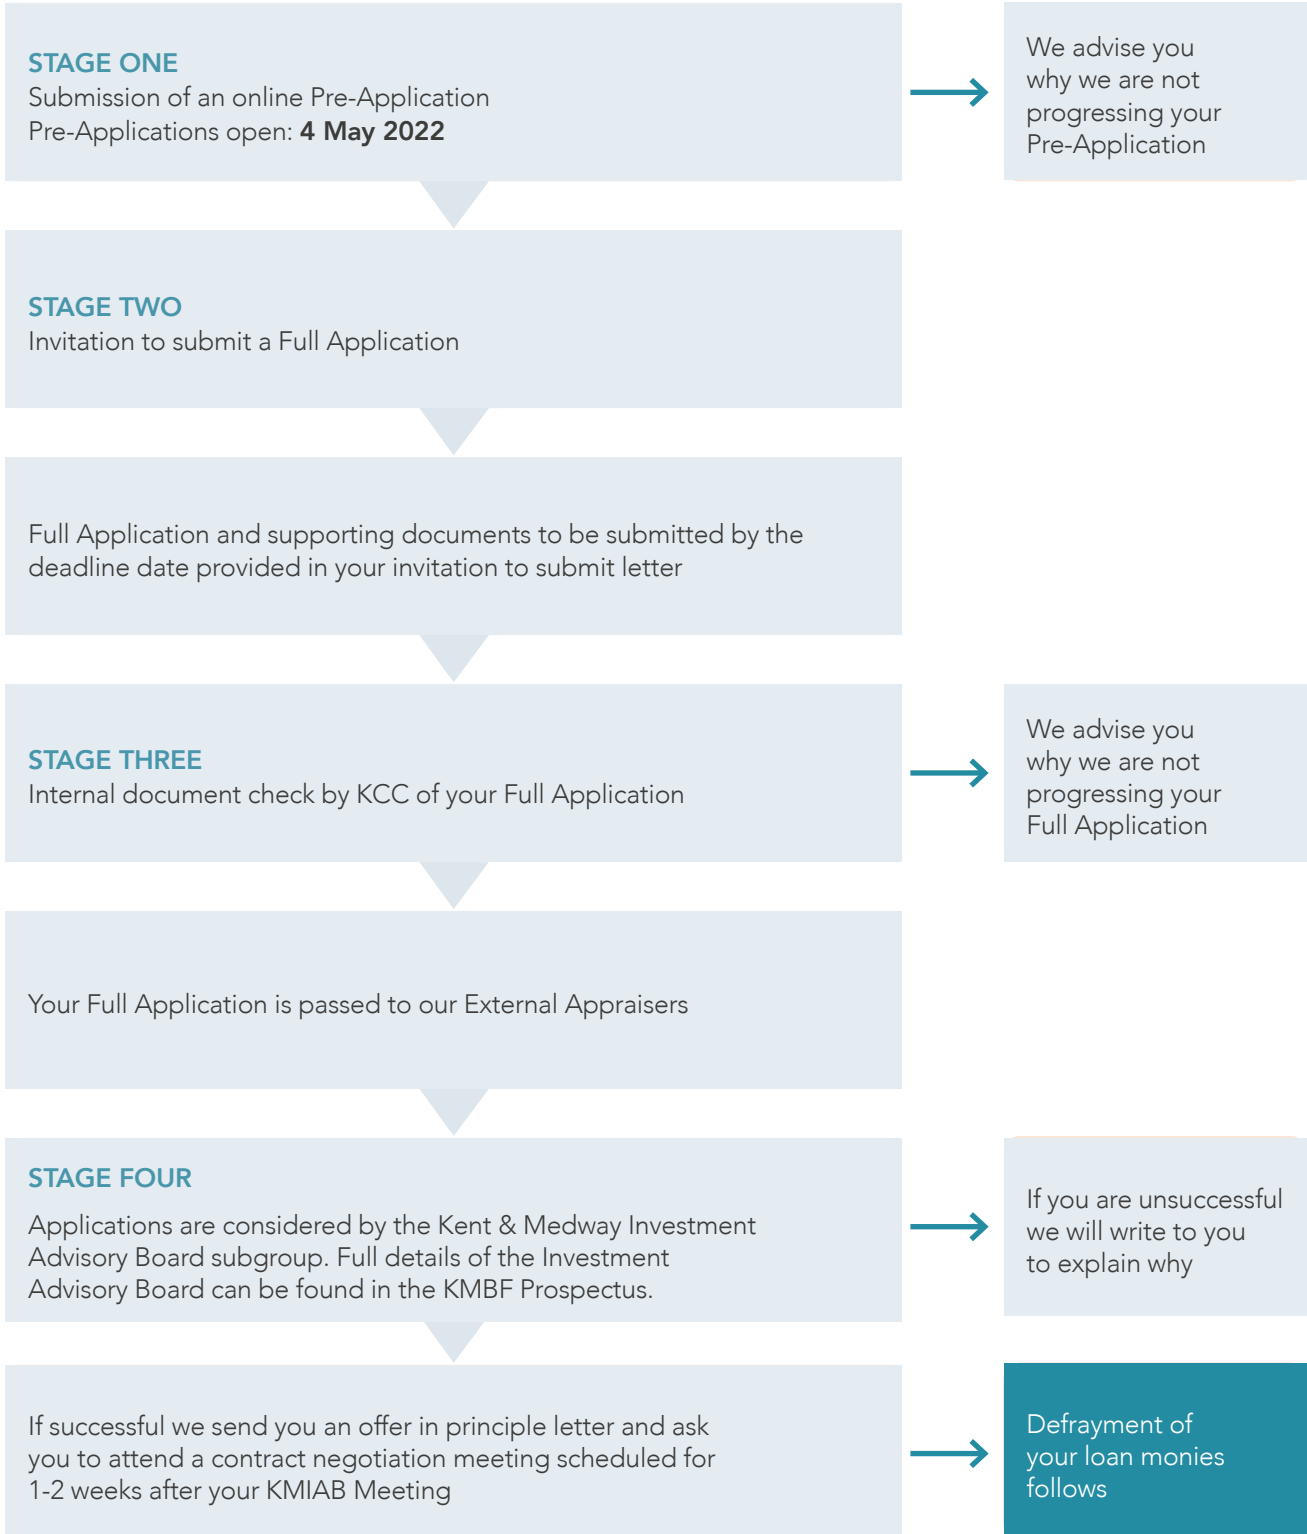 STAGE ONE
Submission of an online Pre-Application
Pre-Applications open: 4 May 2022
We advise you
why we are not
progressing your
Pre-Application
STAGE TWO
Invitation to submit a Full Application
Full Application and supporting documents to be submitted by the
deadline date provided in your invitation to submit letter
STAGE THREE
Internal document check by KCC of your Full Application
We advise you
why we are not
progressing your
Full Application
Your Full Application is passed to our External Appraisers
STAGE FOUR
Applications are considered by the Kent & Medway Investment
Advisory Board subgroup. Full details of the Investment
Advisory Board can be found in the KMBF Prospectus.
If you are unsuccessful
we will write to you
to explain why
If successful we send you an offer in principle letter and ask
you to attend a contract negotiation meeting scheduled for
1-2 weeks after your KMIAB Meeting
Defrayment of
your loan monies
follows